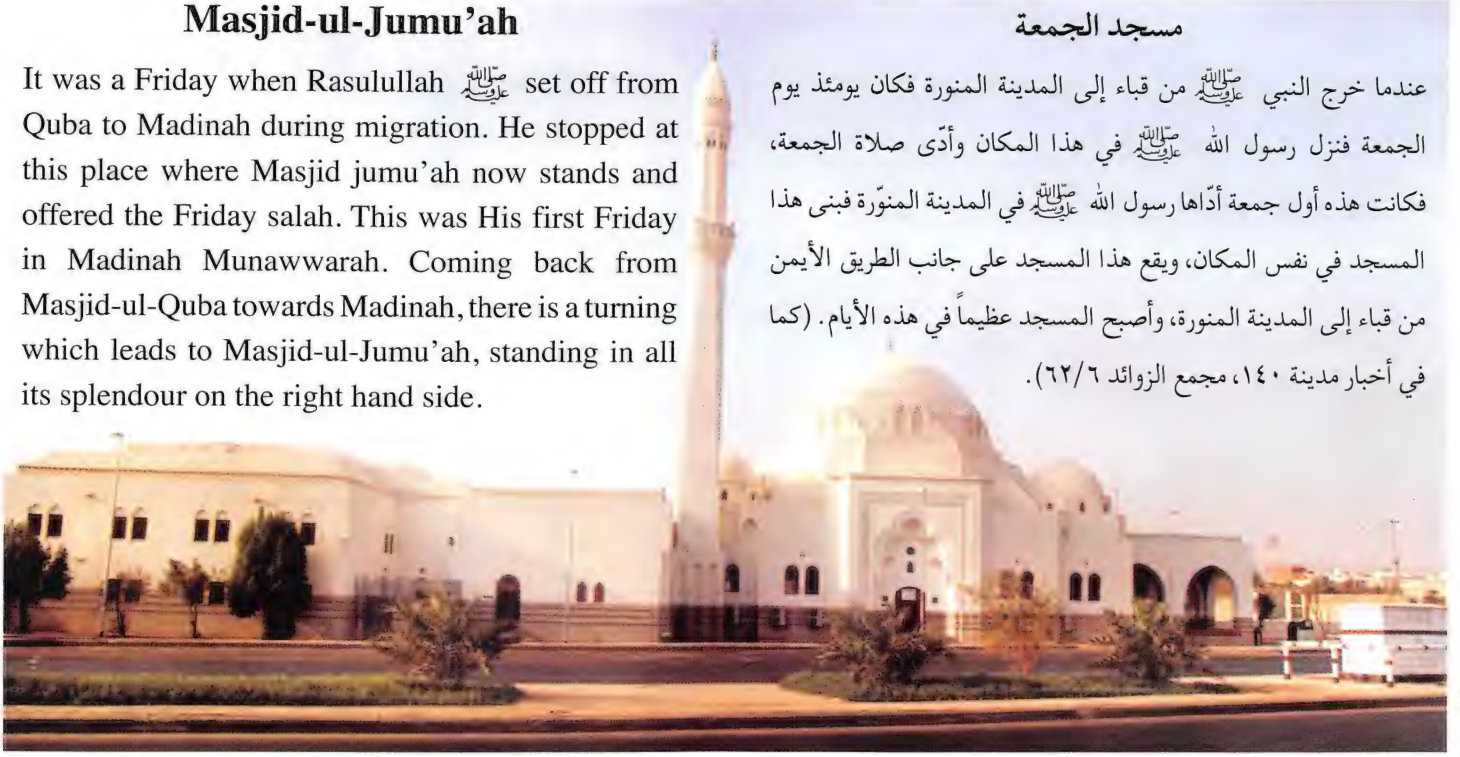 Masjid-ul-Jumu’ah
It was a Friday when Rasulullah ﷺ set off from
Quba to Madinah during migration. He stopped at
this place where Masjid jumu’ah now stands and
offered the Friday salah. This was His first Friday
in Madinah Munawwarah. Coming back from
Masjid-ul-Quba towards Madinah, there is a turning
which leads to Masjid-ul-Jumu’ah, standing in all
its splendour on the right hand side.
مسجد الجمعة
عندما خرج النبي ﷺ من قباء إلى المدينة المنورة فكان يومئذ يوم
الجمعة فنزل رسول الله ﷺ في هذا المكان وأدّى صلاة الجمعة،
فكانت هذه أول جمعة أدّاها رسول الله ﷺ في المدينة المنوّرة فبنى هذا
المسجد في نفس المكان، ويقع هذا المسجد على جانب الطريق الأيمن
من قباء إلى المدينة المنورة، وأصبح المسجد عظيماً في هذه الأيام. (كما
في أخبار مدينة ١٤٠، مجمع الزوائد ٦٢/٦).